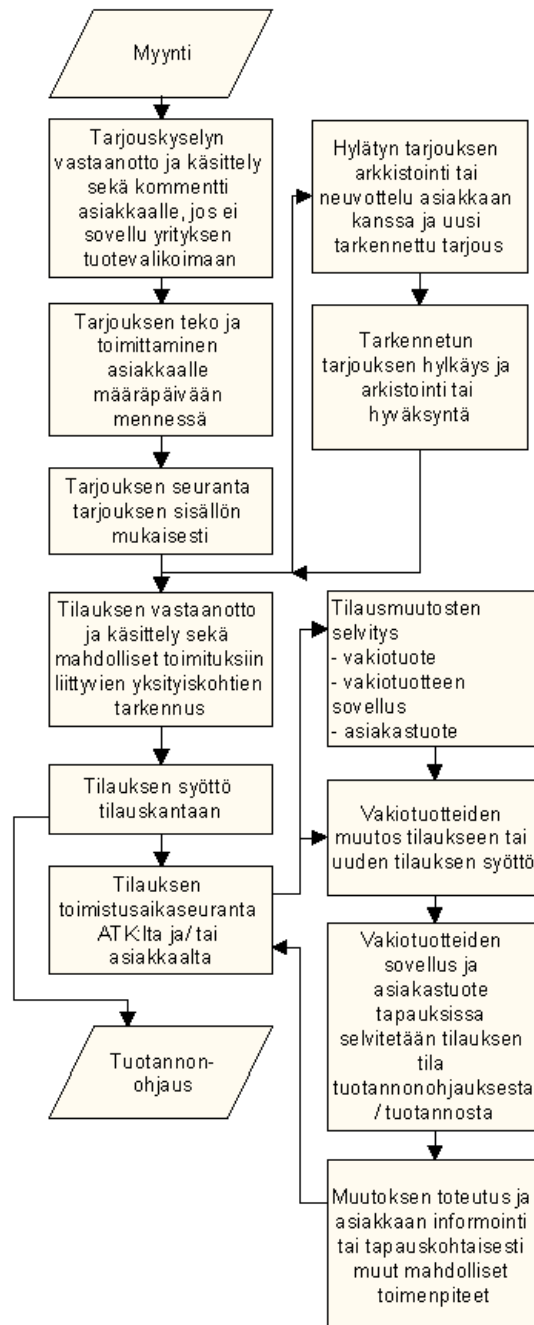 Myynti
Tarjouskyselyn
vastaanotto ja käsittely
sekä kommentti
asiakkaalle, jos ei
sovellu yrityksen
tuotevalikoimaan
Tarjouksen teko ja
toimittaminen
asiakkaalle
määräpäivään
mennessä
Tarjouksen seuranta
tarjouksen sisällön
mukaisesti
Hylätyn tarjouksen
arkkistointi tai
neuvottelu asiakkaan
kanssa ja uusi
tarkennettu tarjous
Tarkennetun
tarjouksen hylkäys ja
arkistointi tai
hyväksyntä
Tilauksen vastaanotto
ja käsittely sekä
mahdolliset toimituksiin
liittyvien yksityiskohtien
tarkennus
Tilauksen syöttö
tilauskantaan
Tilauksen
toimistusaikaseuranta
ATK:lta ja/ tai
asiakkaalta
Tuotannon-
ohjaus
Tilausmuutosten
selvitys
- vakiotuote
- vakiotuotteen
sovellus
- asiakastuote
Vakiotuotteiden
muutos tilaukseen tai
uuden tilauksen syöttö
Vakiotuotteiden
sovellus ja
asiakastuote
tapauksissa
selvitetään tilauksen
tila
tuotannonohjauksesta
/ tuotannosta
Muutoksen toteutus ja
asiakkaan informointi
tai tapauskohtaisesti
muut mahdolliset
toimenpiteet